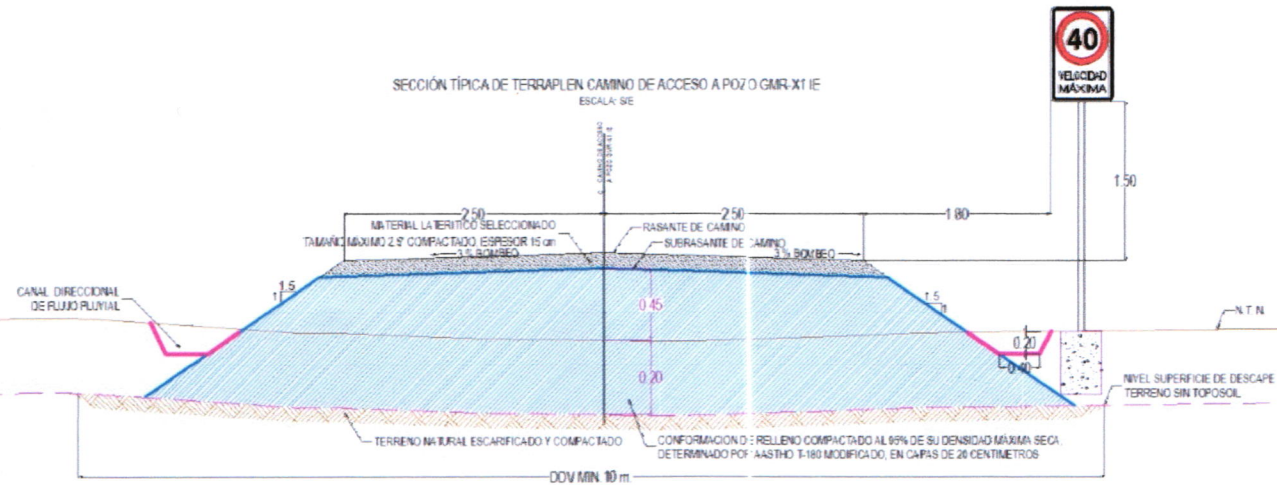 40
VELOCIDAD
MÁXIMA
SECCIÓN TÍPICA DE TERRAPLEN CAMINO DE ACCESO A POZO GMR-X1 IE
ESCALA: S/E
1.50
2.50
2.50
1.80
MATERIAL LATERITICO SELECCIONADO
TAMAÑO MAXIMO 2.5" COMPACTADO, ESPESOR 15 cm
RASANTE DE CAMINO
SUBRASANTE DE CAMINO
3 % BOMBEO
3 % BOMBEO
CANAL DIRECCIONAL
DE FLUJO PLUVIAL
1.5
1
1.5
1
0.45
0.20
0.20
0.40
N.T.N.
NIVEL SUPERFICIE DE DESCAPE
TERRENO SIN TOPOSOIL
TERRENO NATURAL ESCARIFICADO Y COMPACTADO
CONFORMACION DE RELLENO COMPACTADO AL 95% DE SU DENSIDAD MÁXIMA SECA,
DETERMINADO POR AASTHO T-180 MODIFICADO, EN CAPAS DE 20 CENTIMETROS
DDV MIN. 10 m.